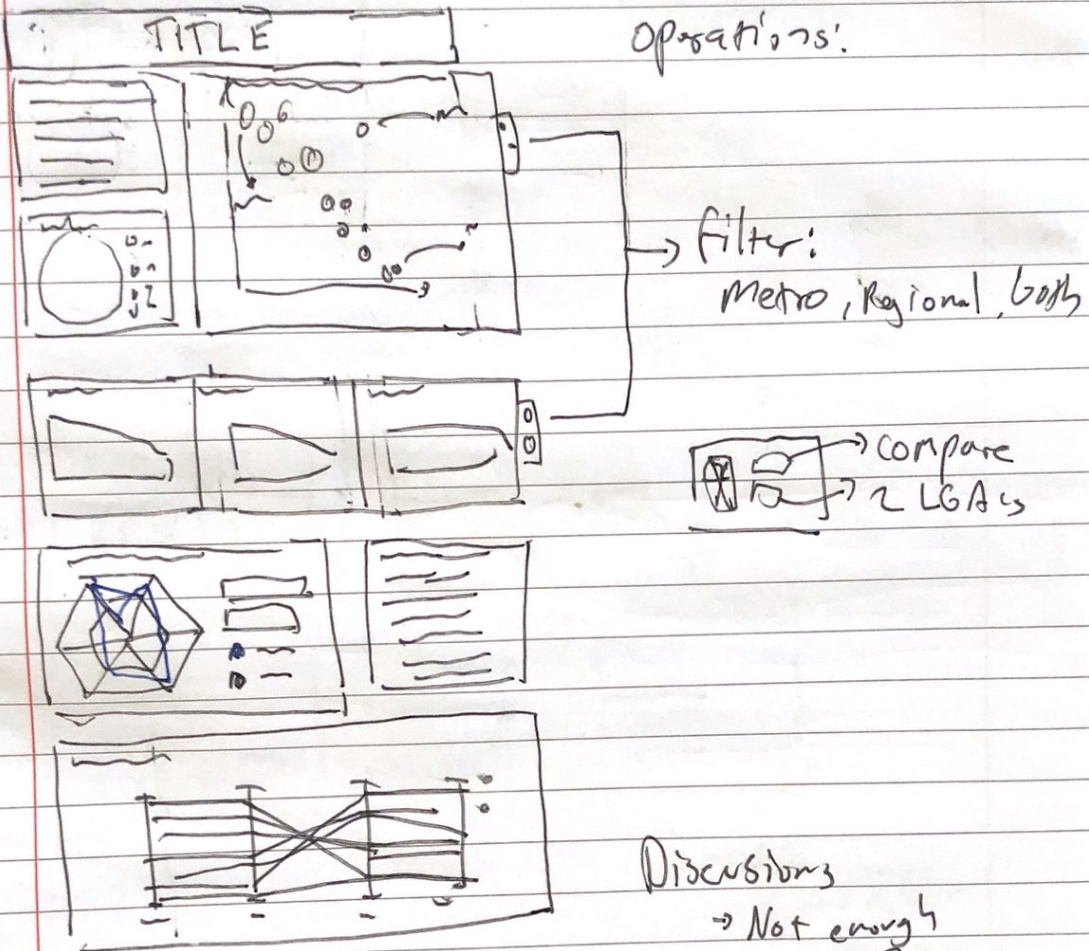 TITLE
Operations:
filter:
Metro, Regional, both
compare
2 LGAs
Discussions
→ Not enough